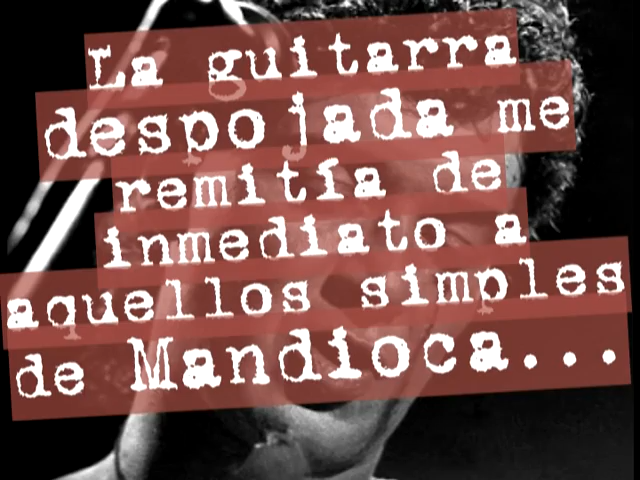 La guitarra
despojada me
remitía de
inmediato a
aquellos simples
de Mandioca...